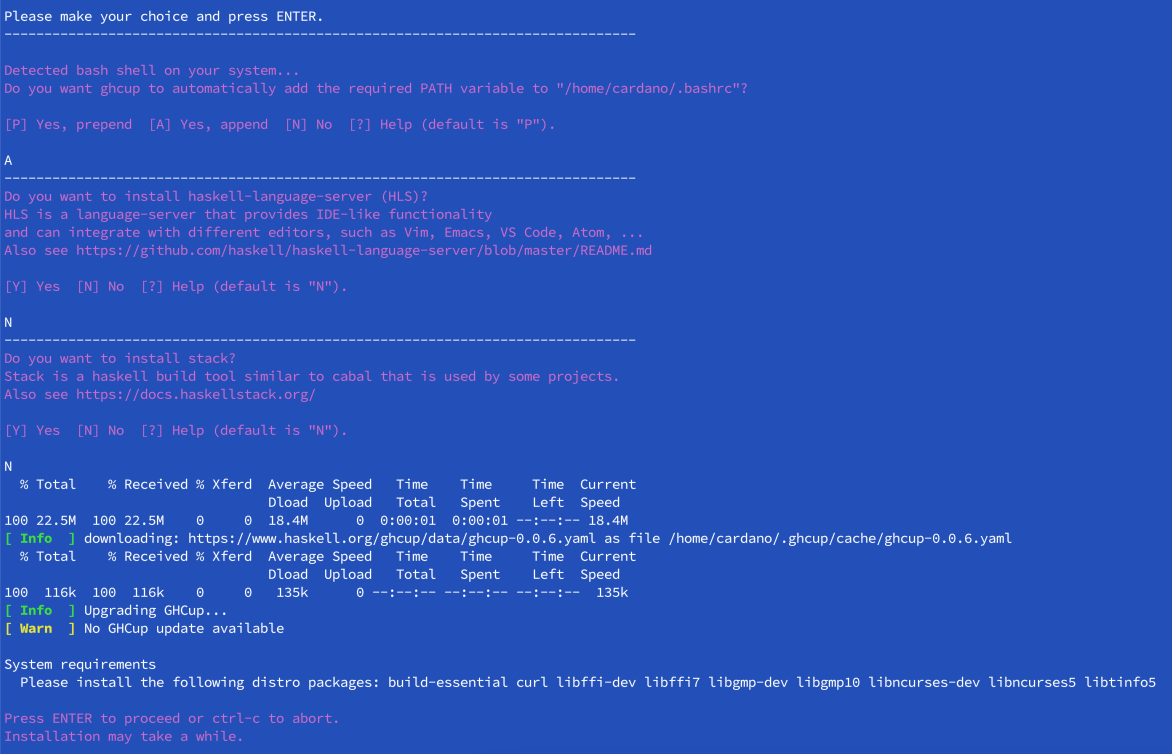 Please make your choice and press ENTER.
-------------------------------------------------------------------------------
Detected bash shell on your system...
Do you want ghcup to automatically add the required PATH variable to "/home/cardano/.bashrc"?
[P] Yes, prepend  [A] Yes, append  [N] No  [?] Help (default is "P").
A
-------------------------------------------------------------------------------
Do you want to install haskell-language-server (HLS)?
HLS is a language-server that provides IDE-like functionality
and can integrate with different editors, such as Vim, Emacs, VS Code, Atom, ...
Also see https://github.com/haskell/haskell-language-server/blob/master/README.md
[Y] Yes  [N] No  [?] Help (default is "N").
N
-------------------------------------------------------------------------------
Do you want to install stack?
Stack is a haskell build tool similar to cabal that is used by some projects.
Also see https://docs.haskellstack.org/
[Y] Yes  [N] No  [?] Help (default is "N").
N
  % Total    % Received % Xferd  Average Speed   Time    Time     Time  Current
                                 Dload  Upload   Total   Spent    Left  Speed
100 22.5M  100 22.5M    0     0  18.4M      0  0:00:01  0:00:01 --:--:-- 18.4M
[ Info  ] downloading: https://www.haskell.org/ghcup/data/ghcup-0.0.6.yaml as file /home/cardano/.ghcup/cache/ghcup-0.0.6.yaml
  % Total    % Received % Xferd  Average Speed   Time    Time     Time  Current
                                 Dload  Upload   Total   Spent    Left  Speed
100  116k  100  116k    0     0   135k      0 --:--:-- --:--:-- --:--:--  135k
[ Info  ] Upgrading GHCup...
[ Warn  ] No GHCup update available
System requirements
  Please install the following distro packages: build-essential curl libffi-dev libffi7 libgmp-dev libgmp10 libncurses-dev libncurses5 libtinfo5
Press ENTER to proceed or ctrl-c to abort.
Installation may take a while.